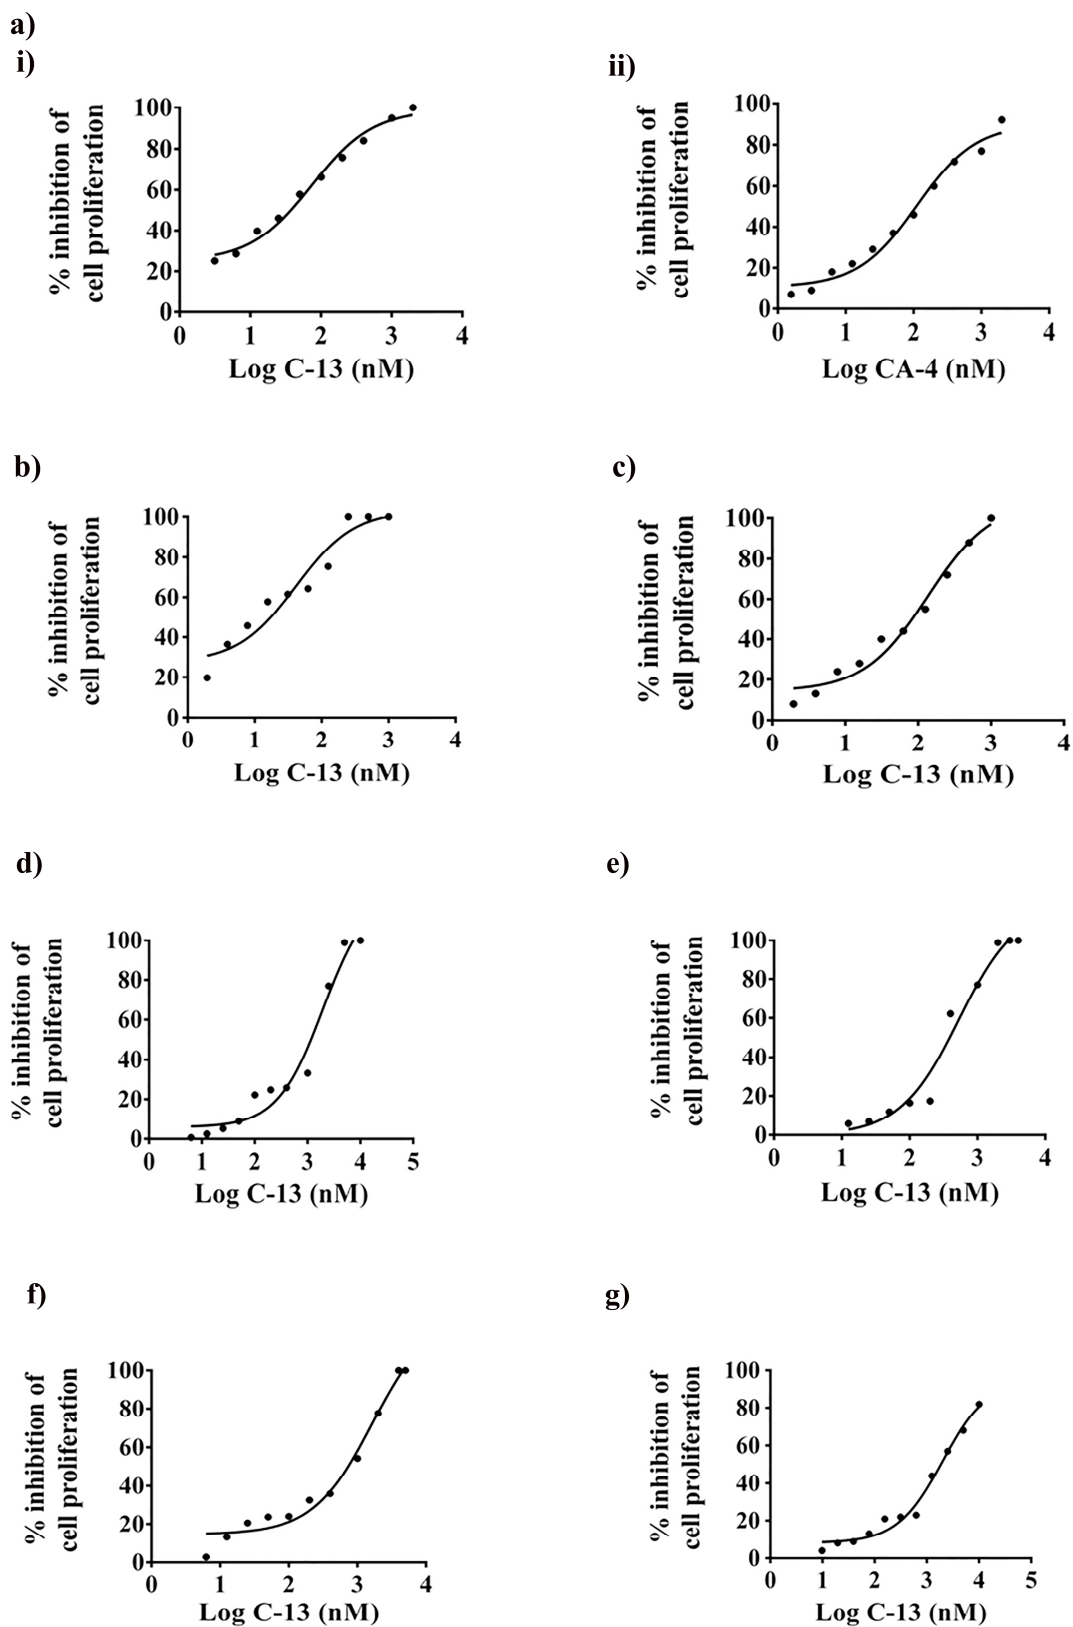 a)
i)
% inhibition of
cell proliferation
100
80
60
40
20
0
0 1 2 3 4
Log C-13 (nM)
ii)
% inhibition of
cell proliferation
100
80
60
40
20
0
0 1 2 3 4
Log CA-4 (nM)
b)
% inhibition of
cell proliferation
100
80
60
40
20
0
0 1 2 3 4
Log C-13 (nM)
c)
% inhibition of
cell proliferation
100
80
60
40
20
0
0 1 2 3 4
Log C-13 (nM)
d)
% inhibition of
cell proliferation
100
80
60
40
20
0
0 1 2 3 4 5
Log C-13 (nM)
e)
% inhibition of
cell proliferation
100
80
60
40
20
0
0 1 2 3 4
Log C-13 (nM)
f)
% inhibition of
cell proliferation
100
80
60
40
20
0
0 1 2 3 4
Log C-13 (nM)
g)
% inhibition of
cell proliferation
100
80
60
40
20
0
0 1 2 3 4 5
Log C-13 (nM)